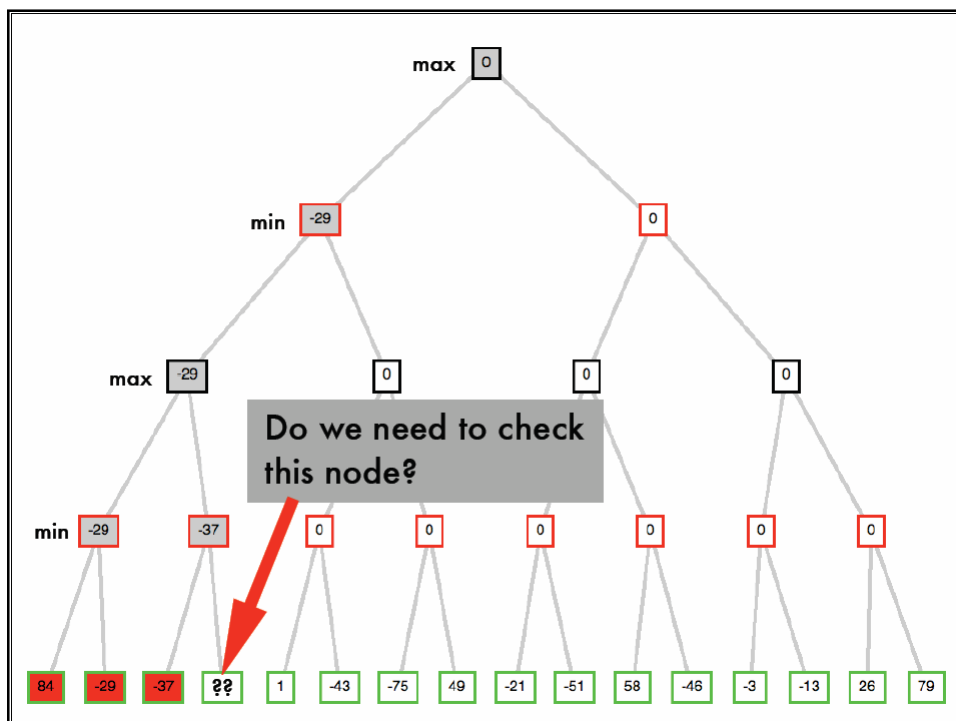 max 0
min -29 0
max -29 0 0 0
Do we need to check
this node?
min -29 -37 0 0 0 0 0 0
84 -29 -37 ?? 1 -43 -75 49 -21 -51 58 -46 -3 -13 26 79